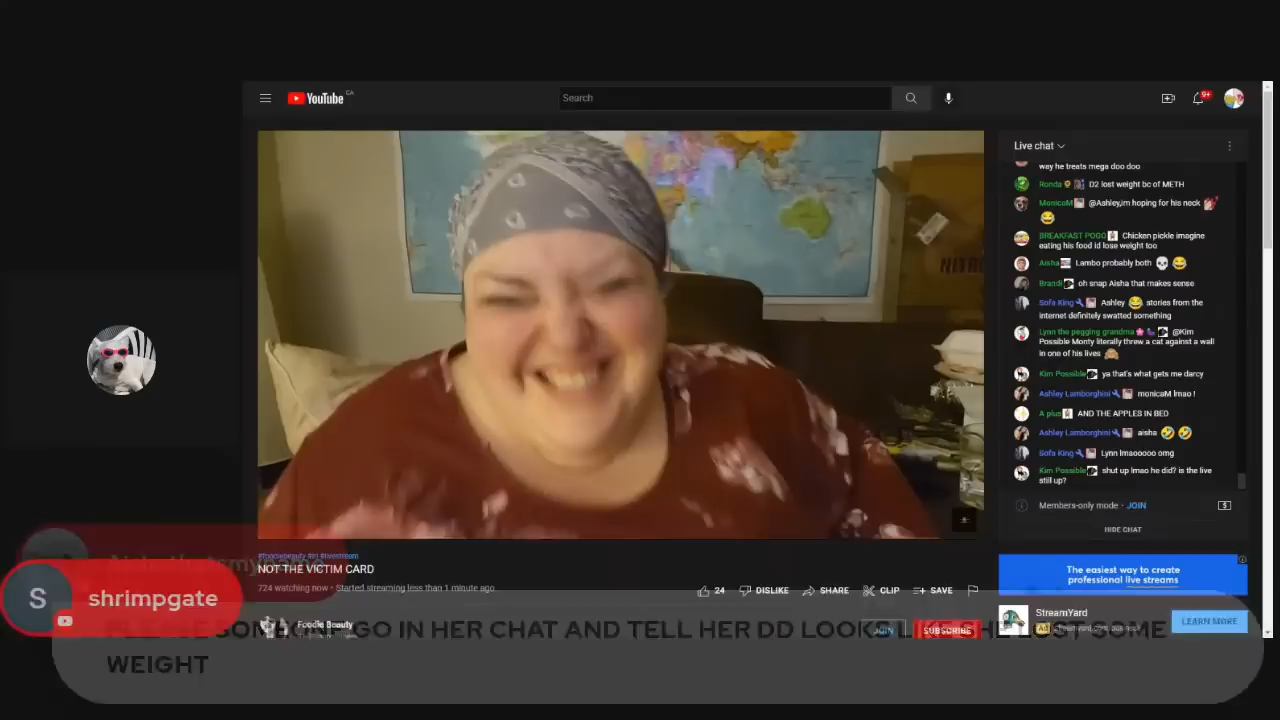 YouTube CA
Search
9+
Live chat
way he treats mega doo doo
Ronda D2 lost weight bc of METH
MonicaM @Ashley,im hoping for his neck
BREAKFAST POGO Chicken pickle imagine
eating his food id lose weight too
Aisha Lambo probably both
Brandi oh snap Aisha that makes sense
Sofa King Ashley stories from the
internet definitely swatted something
Lynn the pegging grandma @Kim
Possible Monty literally threw a cat against a wall
in one of his lives
Kim Possible ya that's what gets me darcy
Ashley Lamborghini monicaM lmao !
A plus AND THE APPLES IN BED
Ashley Lamborghini aisha
Sofa King Lynn lmaooooo omg
Kim Possible shut up lmao he did? is the live
still up?
Members-only mode - JOIN
HIDE CHAT
NITRO
#foodiebeauty #irl #livestream
NOT THE VICTIM CARD
724 watching now • Started streaming less than 1 minute ago
24 DISLIKE SHARE CLIP SAVE
Foodie Beauty
JOIN SUBSCRIBE
The easiest way to create
professional live streams
StreamYard
Ad
LEARN MORE
S shrimpgate
GO IN HER CHAT AND TELL HER DD LOOKS LIKE SHE LOST SOME
WEIGHT